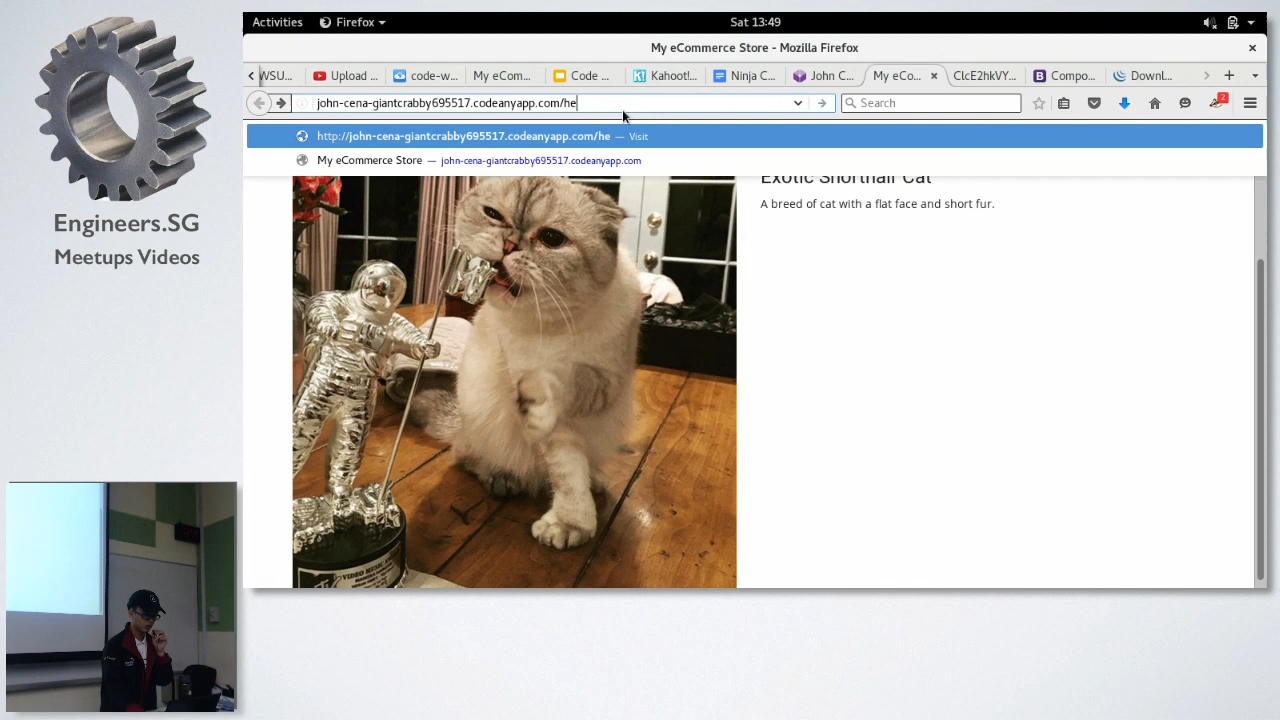 Activities
Firefox
Sat 13:49
My eCommerce Store - Mozilla Firefox
WSU...
Upload ...
code-w...
My eCom...
Code ...
Kahoot!...
Ninja C...
John C...
My eCo...
ClcE2hkVY...
Compo...
DownL...
john-cena-giantcrabby695517.codeanyapp.com/he
Search
2
http://john-cena-giantcrabby695517.codeanyapp.com/he — Visit
My eCommerce Store — john-cena-giantcrabby695517.codeanyapp.com
Exotic Shorthair Cat
A breed of cat with a flat face and short fur.
Engineers.SG
Meetups Videos
VIDEO MUSIC